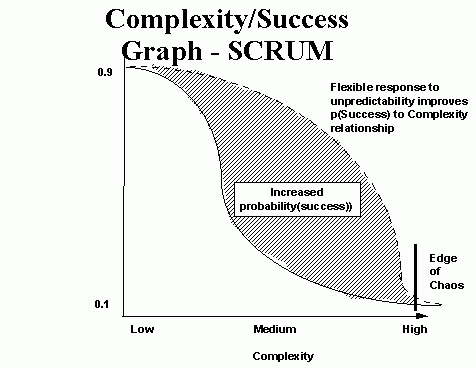 Complexity/Success
Graph - SCRUM
0.9
Flexible response to
unpredictability improves
p(Success) to Complexity
relationship
Increased
probability(success))
Edge
of
Chaos
0.1
Low Medium High
Complexity